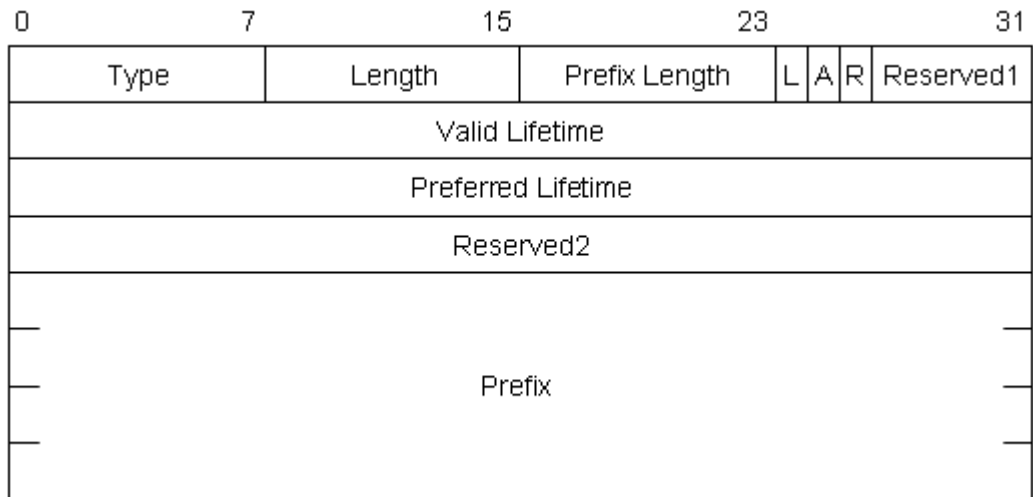 0 7 15 23 31
Type Length Prefix Length L A R Reserved1
Valid Lifetime
Preferred Lifetime
Reserved2
Prefix